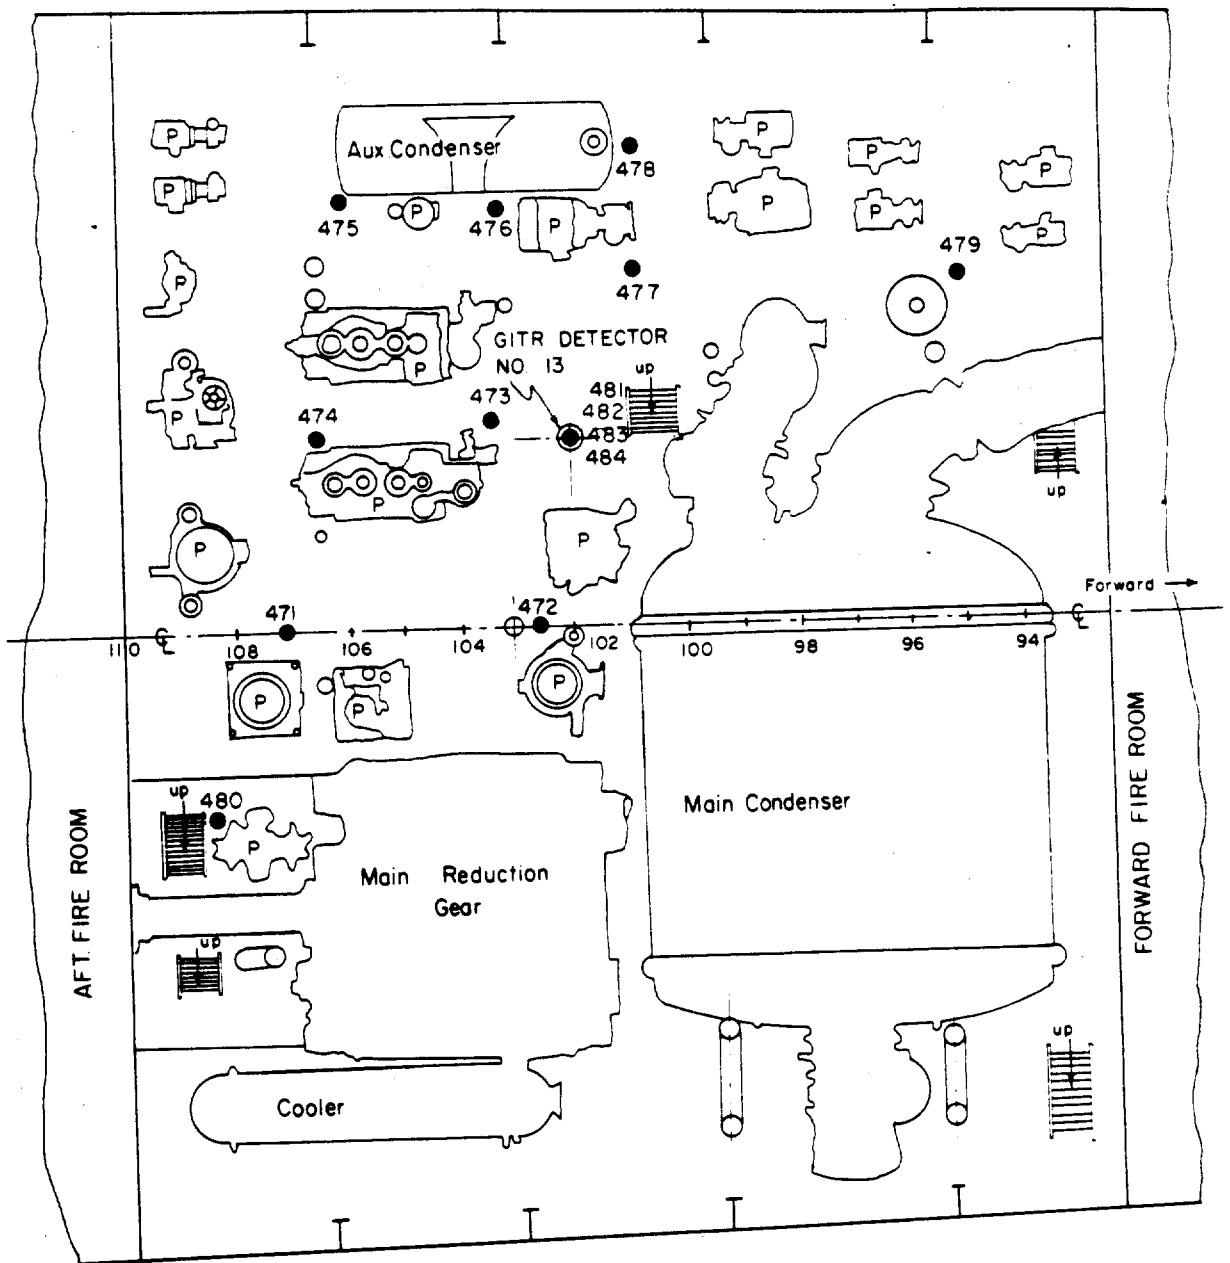 P
P
Aux. Condenser
P
P
P
478
P
P
P
P
475
P
476
P
479
P
477
P
GITR DETECTOR
NO. 13
P
up
481
482
483
484
473
474
P
P
up
P
P
Forward
471
472
℄
℄
110
108
106
104
102
100
98
96
94
P
P
P
up
480
P
Main Condenser
Main Reduction
Gear
AFT. FIRE ROOM
FORWARD FIRE ROOM
up
up
Cooler